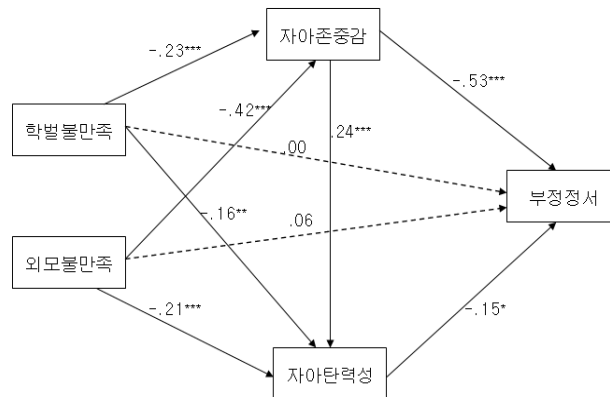 자아존중감
-.23***
-.53***
-.42***
학벌불만족
.24***
.00
부정정서
-.16**
.06
외모불만족
-.21***
-.15*
자아탄력성